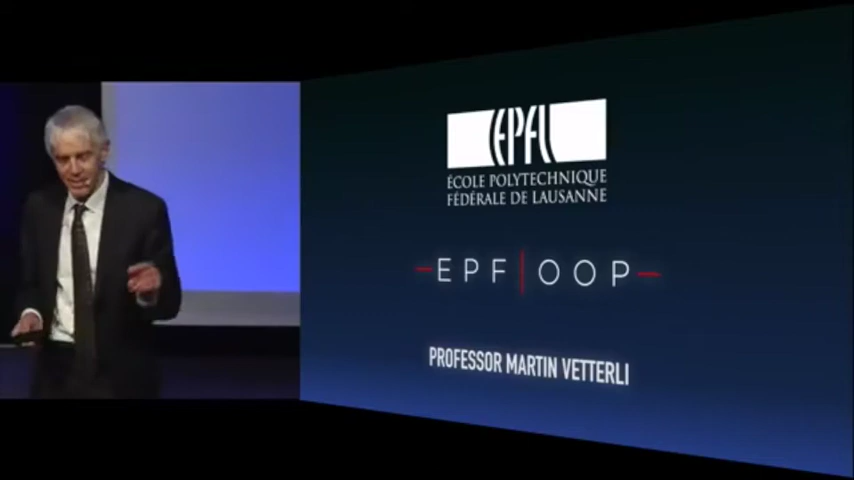 EPFL
ÉCOLE POLYTECHNIQUE
FÉDÉRALE DE LAUSANNE
EPF|OOP
PROFESSOR MARTIN VETTERLI